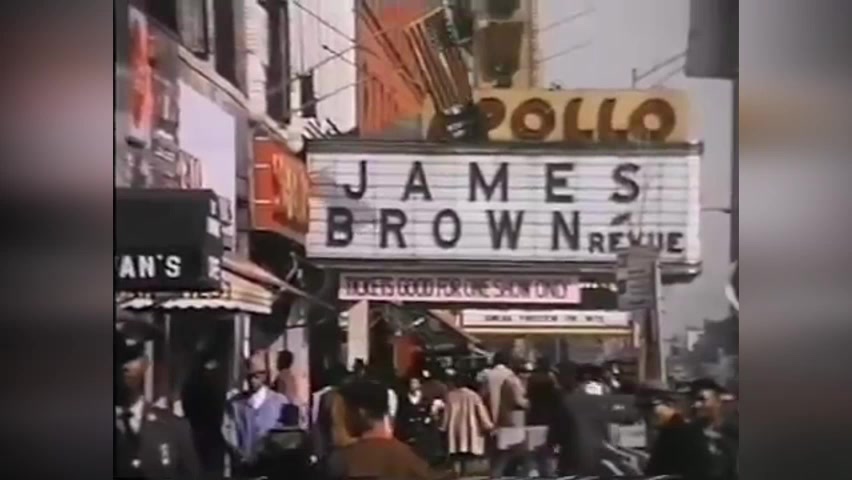 APOLLO
JAMES
BROWN REVUE
TICKETS GOOD FOR ONE SHOW ONLY
AN'S